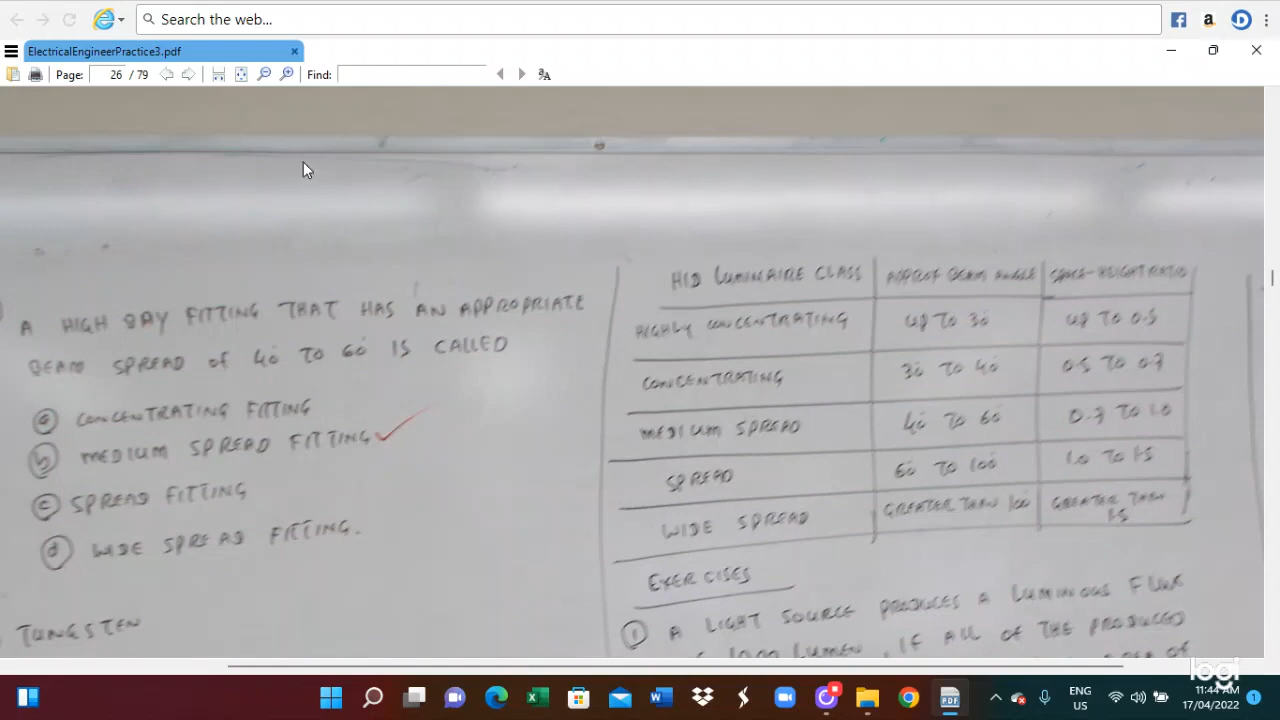 Search the web...
ElectricalEngineerPractice3.pdf
Page: 26 / 79 Find:
A HIGH BAY FITTING THAT HAS AN APPROPRIATE
BEAM SPREAD OF 40° TO 60° IS CALLED
a CONCENTRATING FITTING
b MEDIUM SPREAD FITTING ✓
c SPREAD FITTING
d WIDE SPREAD FITTING.
TUNGSTEN
HID LUMINAIRE CLASS APPROX BEAM ANGLE SPACE-HEIGHT RATIO
HIGHLY CONCENTRATING UP TO 30° UP TO 0.5
CONCENTRATING 30° TO 40° 0.5 TO 0.7
MEDIUM SPREAD 40° TO 60° 0.7 TO 1.0
SPREAD 60° TO 100° 1.0 TO 1.5
WIDE SPREAD GREATER THAN 100° GREATER THAN
1.5
EXERCISES
1 A LIGHT SOURCE PRODUCES A LUMINOUS FLUX
LUMEN, IF ALL OF THE PRODUCED
logi
ENG
US
11:44 AM
17/04/2022